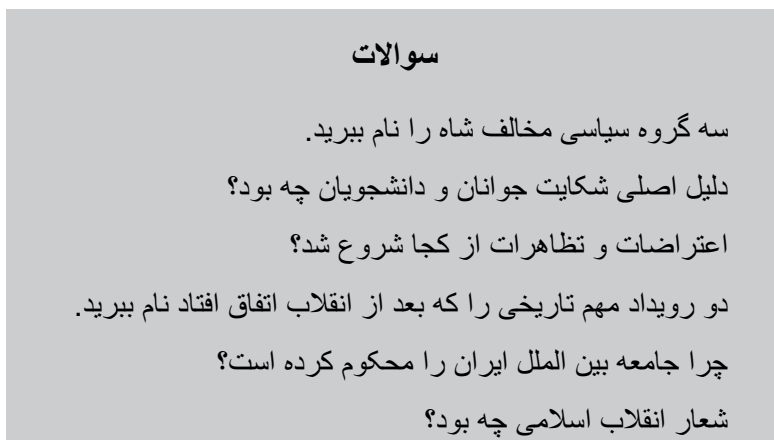 سوالات
سه گروه سیاسی مخالف شاه را نام ببرید.
دلیل اصلی شکایت جوانان و دانشجویان چه بود؟
اعتراضات و تظاهرات از کجا شروع شد؟
دو رویداد مهم تاریخی را که بعد از انقلاب اتفاق افتاد نام ببرید.
چرا جامعه بین الملل ایران را محکوم کرده است؟
شعار انقلاب اسلامی چه بود؟